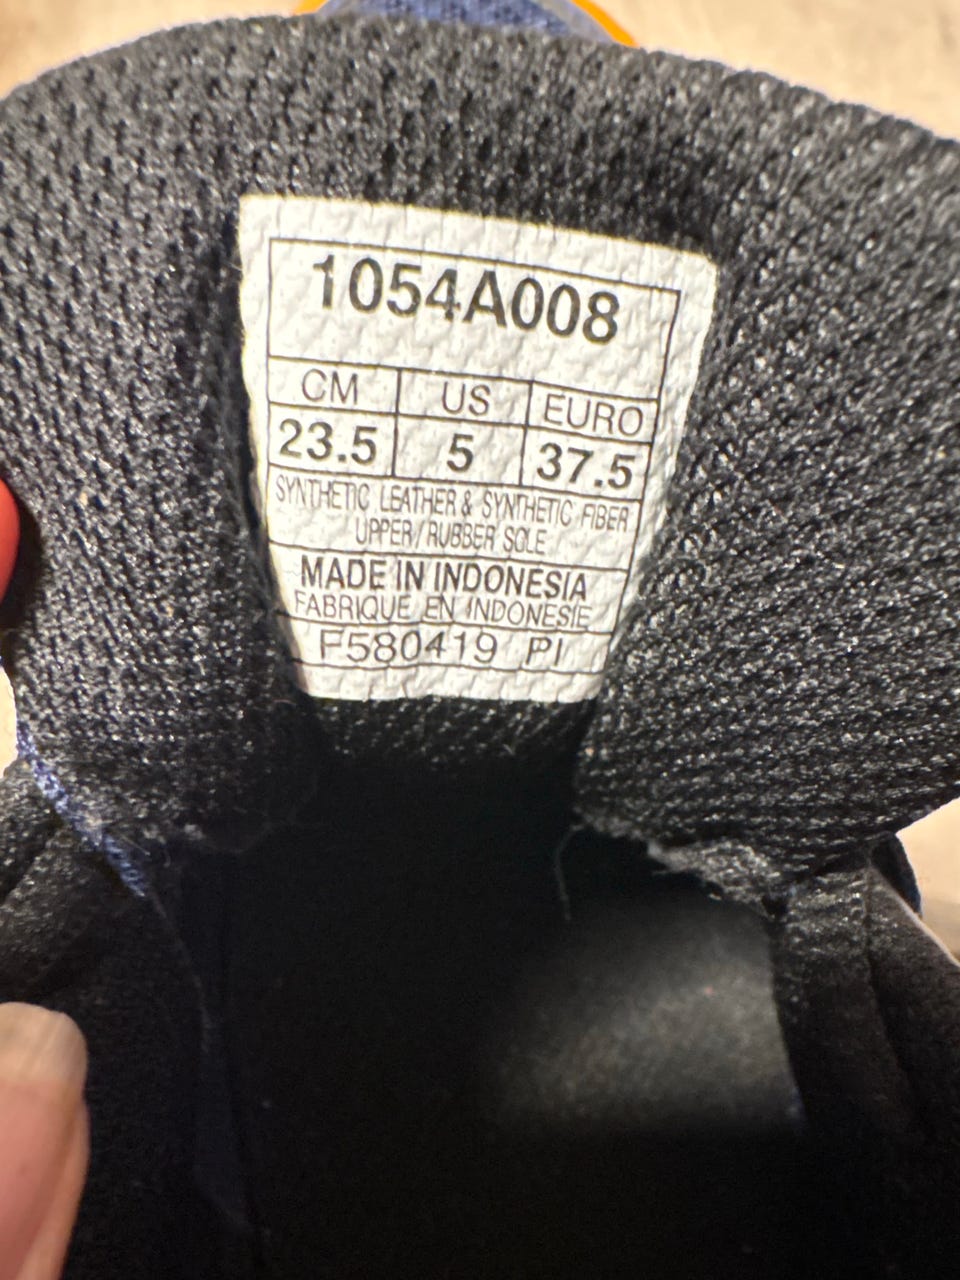 1054A008
CM US EURO
23.5 5 37.5
SYNTHETIC LEATHER & SYNTHETIC FIBER
UPPER / RUBBER SOLE
MADE IN INDONESIA
FABRIQUE EN INDONESIE
F580419 PI